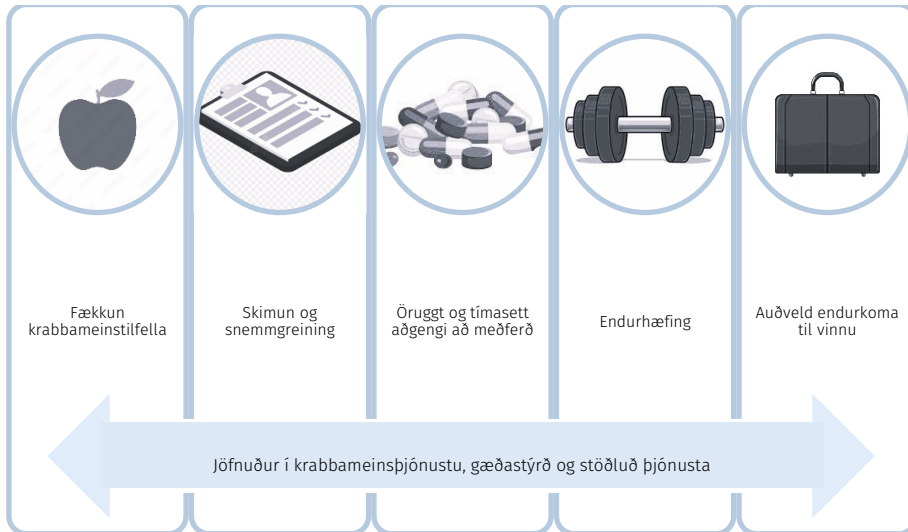 Fækkun
krabbameinstilfella
Skimun og
snemmgreining
Öruggt og tímasett
aðgengi að meðferð
Endurhæfing
Auðveld endurkoma
til vinnu
Jöfnuður í krabbameinsþjónustu, gæðastýrð og stöðluð þjónusta